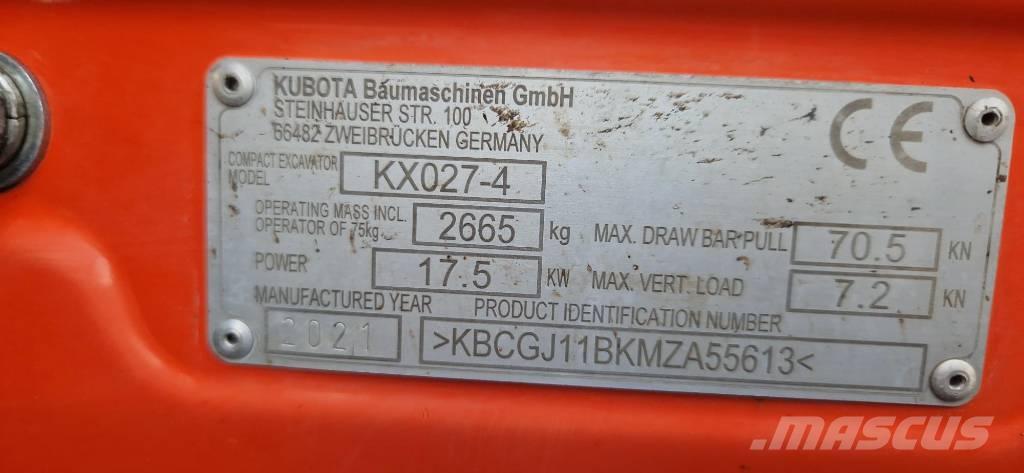 KUBOTA Baumaschinen GmbH
STEINHAUSER STR. 100
66482 ZWEIBRÜCKEN GERMANY
CE
COMPACT EXCAVATOR
MODEL
KX027-4
OPERATING MASS INCL.
OPERATOR OF 75kg
2665 kg
MAX. DRAW BAR PULL 70.5 KN
POWER 17.5 KW
MAX. VERT. LOAD 7.2 KN
MANUFACTURED YEAR PRODUCT IDENTIFICATION NUMBER
2021 >KBCGJ11BKMZA55613<
MASCUS